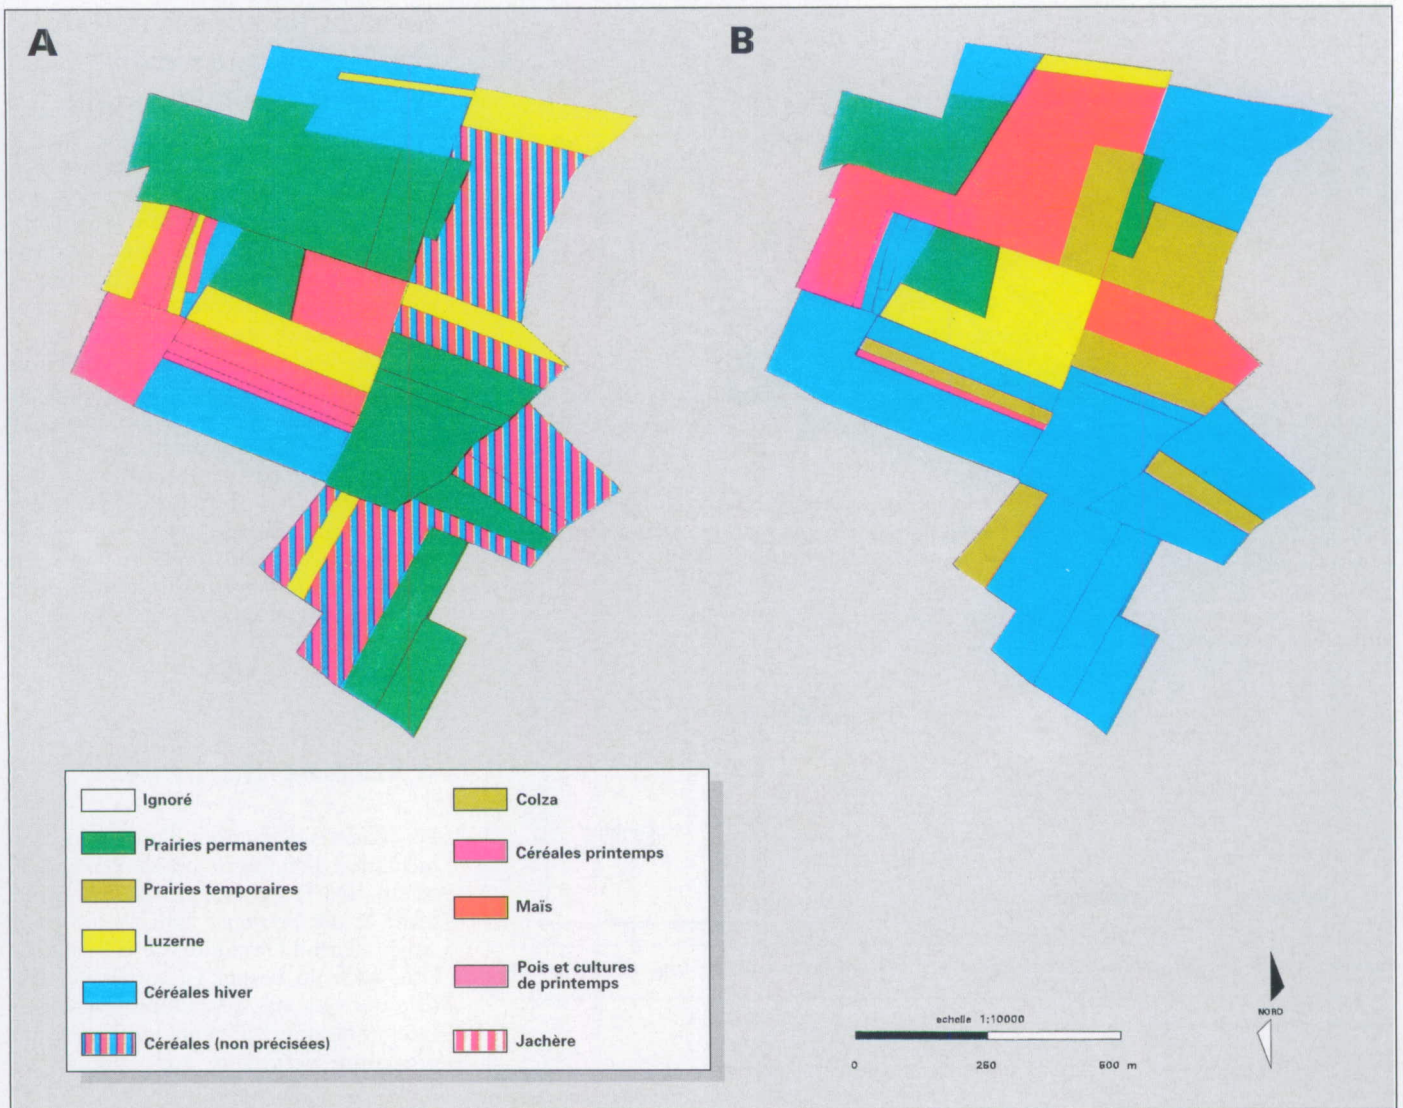 A
B
Ignoré
Prairies permanentes
Prairies temporaires
Luzerne
Céréales hiver
Céréales (non précisées)
Colza
Céréales printemps
Maïs
Pois et cultures
de printemps
Jachère
echelle 1:10000
0 250 500 m
NORD